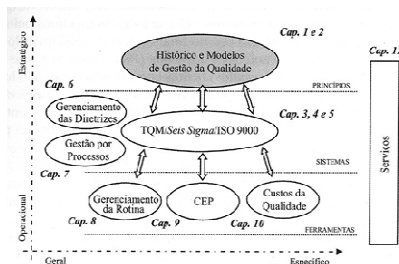 Estratégico
Histórico e Modelos
de Gestão da Qualidade
Cap. 1 e 2
PRINCÍPIOS
Cap. 6
Gerenciamento
das Diretrizes
Gestão por
Processos
Cap. 7
TQM/Seis Sigma/ISO 9000
Cap. 3, 4 e 5
SISTEMAS
Gerenciamento
da Rotina
Cap. 8
CEP
Cap. 9
Custos da
Qualidade
Cap. 10
FERRAMENTAS
Operacional
Geral
Específico
Serviços